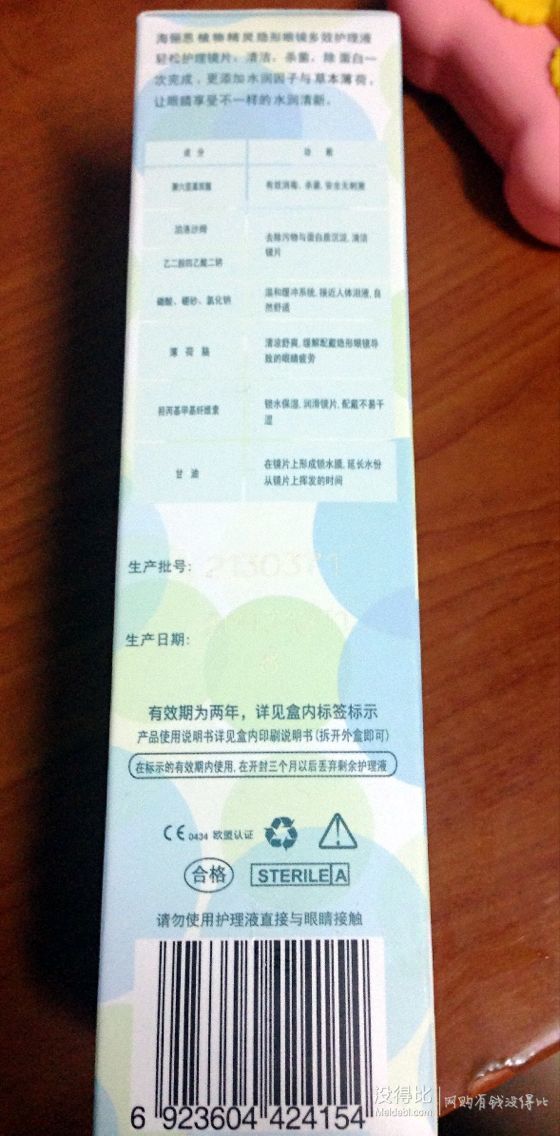 海俪恩植物精灵隐形眼镜多效护理液
轻松护理镜片、清洁、杀菌、除蛋白一
次完成，更添加水润因子与草本薄荷，
让眼睛享受不一样的水润清新。
成 分 功 能
聚六亚甲基双胍 有效消毒、杀菌，安全无刺激
泊洛沙姆
去除污物与蛋白质沉淀，清洁
镜片
乙二胺四乙酸二钠
硼酸、硼砂、氯化钠
温和缓冲系统，接近人体泪液，自
然舒适
薄 荷 脑
清凉舒爽，缓解配戴隐形眼镜导
致的眼睛疲劳
羟丙基甲基纤维素
锁水保湿，润滑镜片，配戴不易干
涩
甘 油
在镜片上形成锁水膜，延长水份
从镜片上挥发的时间
生产批号：
生产日期：
有效期为两年，详见盒内标签标示
产品使用说明书详见盒内印刷说明书(拆开外盒即可)
在标示的有效期内使用，在开封三个月以后丢弃剩余护理液
CE 0434 欧盟认证
合格 STERILE A
请勿使用护理液直接与眼睛接触
6 923604 424154
没得比 网购有钱没得比
Meidebi.com